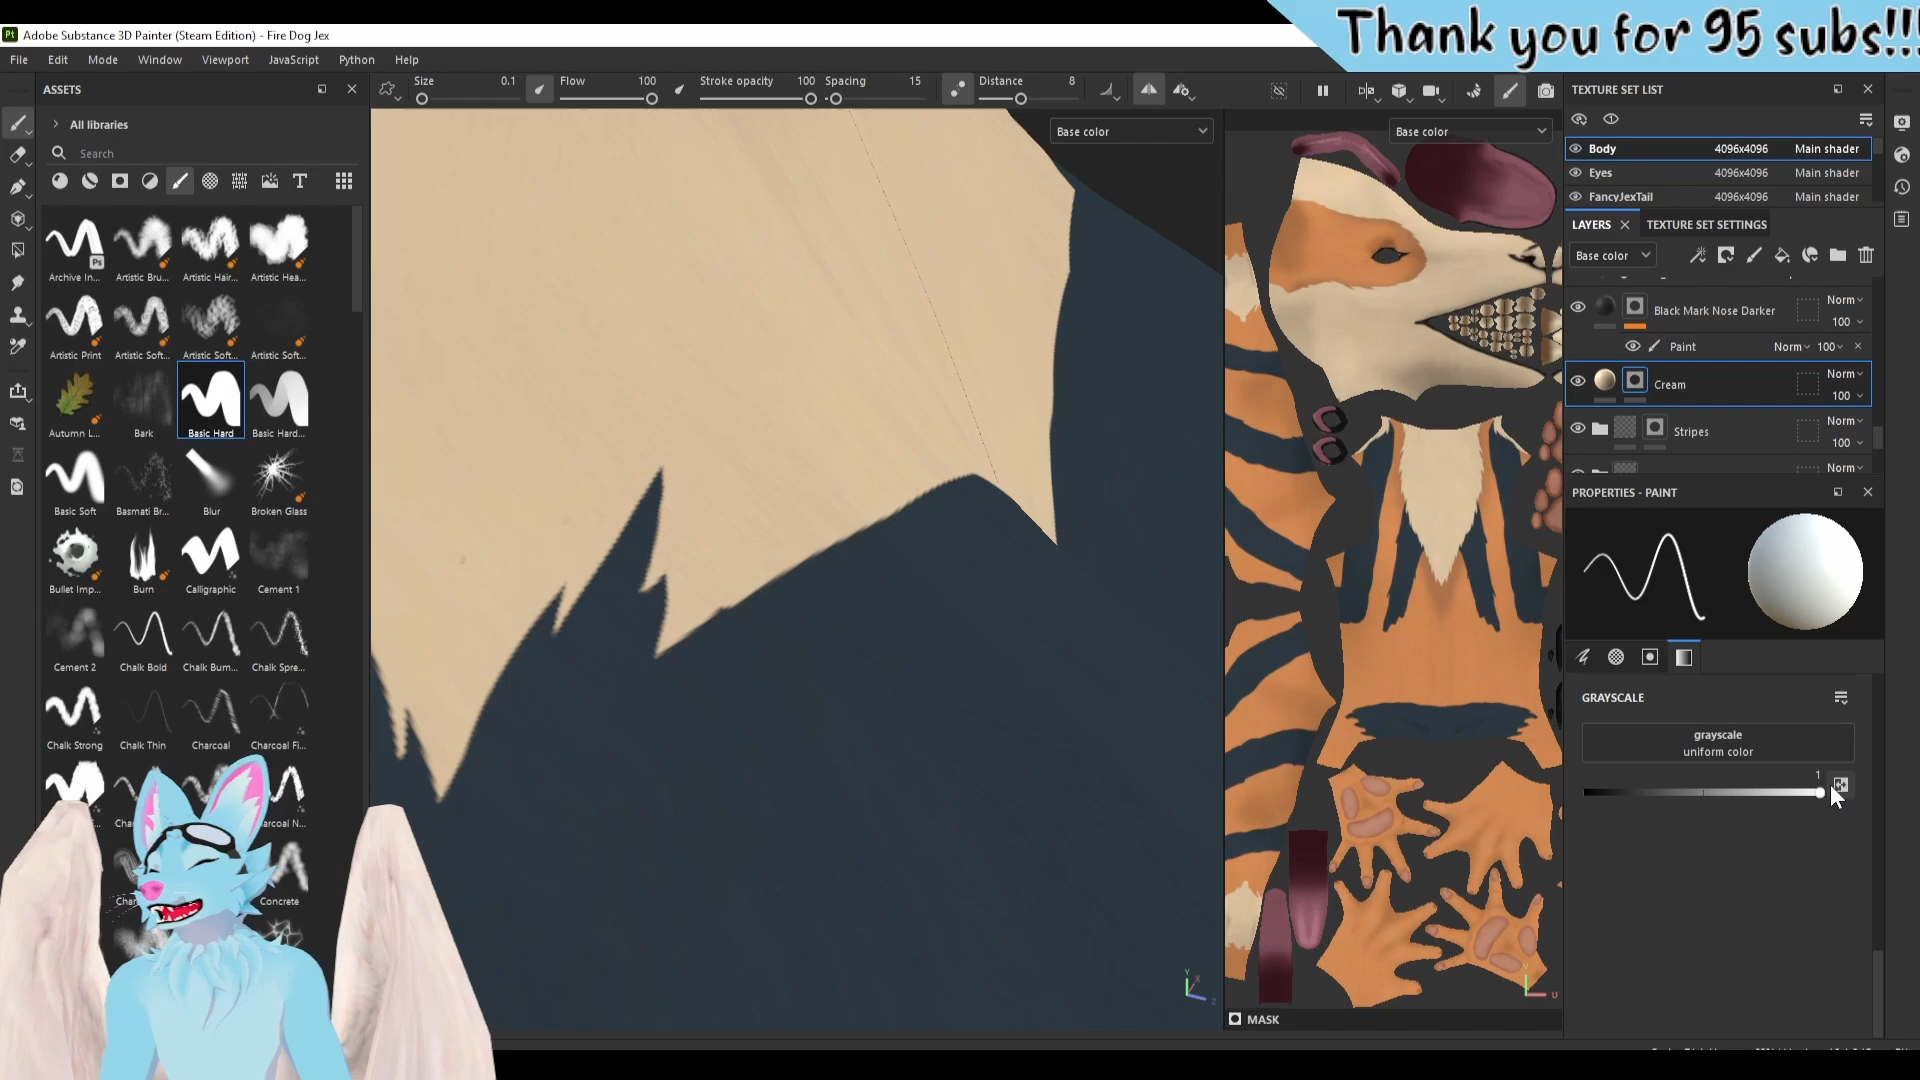 Thank you for 95 subs!!!
Adobe Substance 3D Painter (Steam Edition) - Fire Dog Jex
File Edit Mode Window Viewport JavaScript Python Help
ASSETS
Size 0.1 Flow 100 Stroke opacity 100 Spacing 15 Distance 8
TEXTURE SET LIST
All libraries
Search
Base color
Base color
Body 4096x4096 Main shader
Eyes 4096x4096 Main shader
FancyJexTail 4096x4096 Main shader
LAYERS TEXTURE SET SETTINGS
Base color
Archive In... Artistic Bru... Artistic Hair... Artistic Hea...
Black Mark Nose Darker Norm 100
Paint Norm 100
Cream Norm 100
Stripes Norm 100
Norm
Artistic Print Artistic Soft... Artistic Soft... Artistic Soft...
Autumn L... Bark Basic Hard Basic Hard...
PROPERTIES - PAINT
Basic Soft Basmati Br... Blur Broken Glass
Bullet Imp... Burn Calligraphic Cement 1
Cement 2 Chalk Bold Chalk Bum... Chalk Spre...
GRAYSCALE
grayscale
uniform color
1
Chalk Strong Chalk Thin Charcoal Charcoal Fi...
Concrete
MASK